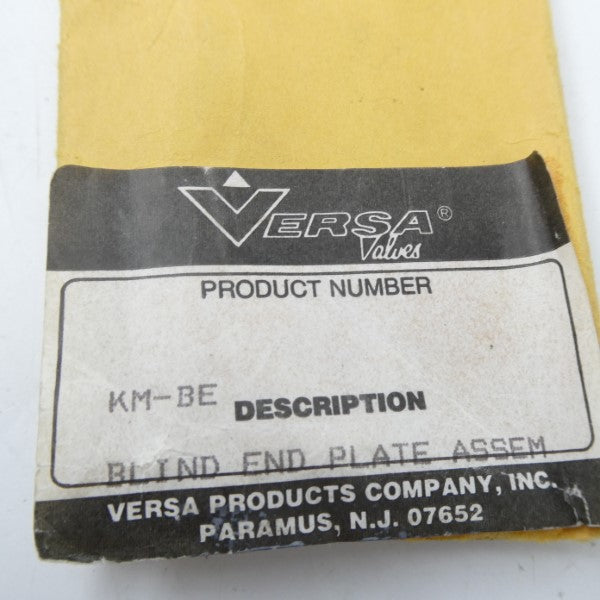 VERSA®
Valves
PRODUCT NUMBER
KM-BE DESCRIPTION
BLIND END PLATE ASSEM
VERSA PRODUCTS COMPANY, INC.
PARAMUS, N.J. 07652